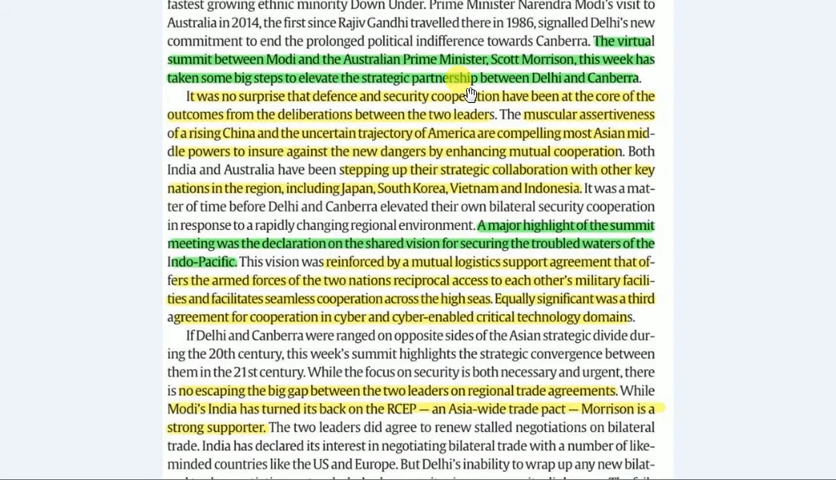 fastest growing ethnic minority Down Under. Prime Minister Narendra Modi's visit to
Australia in 2014, the first since Rajiv Gandhi travelled there in 1986, signalled Delhi's new
commitment to end the prolonged political indifference towards Canberra. The virtual
summit between Modi and the Australian Prime Minister, Scott Morrison, this week has
taken some big steps to elevate the strategic partnership between Delhi and Canberra.
It was no surprise that defence and security cooperation have been at the core of the
outcomes from the deliberations between the two leaders. The muscular assertiveness
of a rising China and the uncertain trajectory of America are compelling most Asian mid-
dle powers to insure against the new dangers by enhancing mutual cooperation. Both
India and Australia have been stepping up their strategic collaboration with other key
nations in the region, including Japan, South Korea, Vietnam and Indonesia. It was a mat-
ter of time before Delhi and Canberra elevated their own bilateral security cooperation
in response to a rapidly changing regional environment. A major highlight of the summit
meeting was the declaration on the shared vision for securing the troubled waters of the
Indo-Pacific. This vision was reinforced by a mutual logistics support agreement that of-
fers the armed forces of the two nations reciprocal access to each other's military facili-
ties and facilitates seamless cooperation across the high seas. Equally significant was a third
agreement for cooperation in cyber and cyber-enabled critical technology domains.
If Delhi and Canberra were ranged on opposite sides of the Asian strategic divide dur-
ing the 20th century, this week's summit highlights the strategic convergence between
them in the 21st century. While the focus on security is both necessary and urgent, there
is no escaping the big gap between the two leaders on regional trade agreements. While
Modi's India has turned its back on the RCEP — an Asia-wide trade pact — Morrison is a
strong supporter. The two leaders did agree to renew stalled negotiations on bilateral
trade. India has declared its interest in negotiating bilateral trade with a number of like-
minded countries like the US and Europe. But Delhi's inability to wrap up any new bilat-